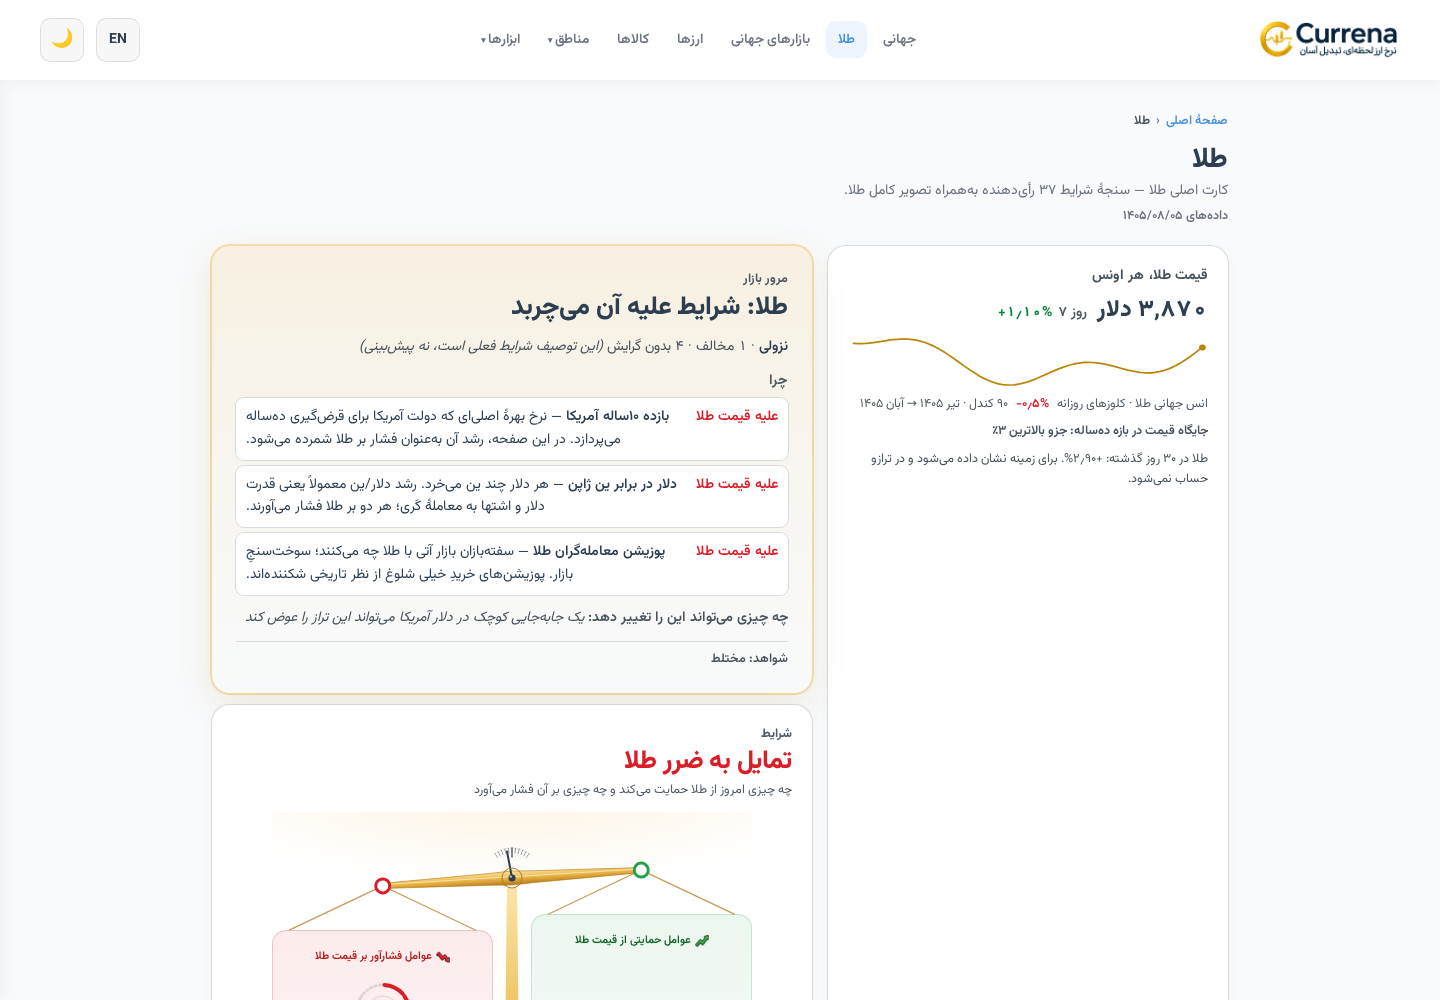 Currena
نرخ ارز لحظه‌ای، تبدیل آسان
جهانی
طلا
بازارهای جهانی
ارزها
کالاها
مناطق ▾
ابزارها ▾
EN
صفحهٔ اصلی › طلا
طلا
کارت اصلی طلا — سنجهٔ شرایط ۳۷ رأی‌دهنده به‌همراه تصویر کامل طلا.
داده‌های ۱۴۰۵/۰۸/۰۵
قیمت طلا، هر اونس
۳,۸۷۰ دلار ۷ روز +۱٫۱۰%
انس جهانی طلا · کلوزهای روزانه -۰٫۵% ۹۰ کندل · تیر ۱۴۰۵ → آبان ۱۴۰۵
جایگاه قیمت در بازه ده‌ساله: جزو بالاترین ۳٪
طلا در ۳۰ روز گذشته: +۲٫۹۰%. برای زمینه نشان داده می‌شود و در ترازو
حساب نمی‌شود.
مرور بازار
طلا: شرایط علیه آن می‌چربد
نزولی · ۱ مخالف · ۴ بدون گرایش (این توصیف شرایط فعلی است، نه پیش‌بینی)
چرا
علیه قیمت طلا بازده ۱۰ساله آمریکا — نرخ بهرهٔ اصلی‌ای که دولت آمریکا برای قرض‌گیری ده‌ساله
می‌پردازد. در این صفحه، رشد آن به‌عنوان فشار بر طلا شمرده می‌شود.
علیه قیمت طلا دلار در برابر ین ژاپن — هر دلار چند ین می‌خرد. رشد دلار/ین معمولاً یعنی قدرت
دلار و اشتها به معاملهٔ کَری؛ هر دو بر طلا فشار می‌آورند.
علیه قیمت طلا پوزیشن معامله‌گران طلا — سفته‌بازان بازار آتی با طلا چه می‌کنند؛ سوخت‌سنجِ
بازار. پوزیشن‌های خریدِ خیلی شلوغ از نظر تاریخی شکننده‌اند.
چه چیزی می‌تواند این را تغییر دهد: یک جابه‌جایی کوچک در دلار آمریکا می‌تواند این تراز را عوض کند
شواهد: مختلط
شرایط
تمایل به ضرر طلا
چه چیزی امروز از طلا حمایت می‌کند و چه چیزی بر آن فشار می‌آورد
عوامل حمایتی از قیمت طلا
عوامل فشارآور بر قیمت طلا